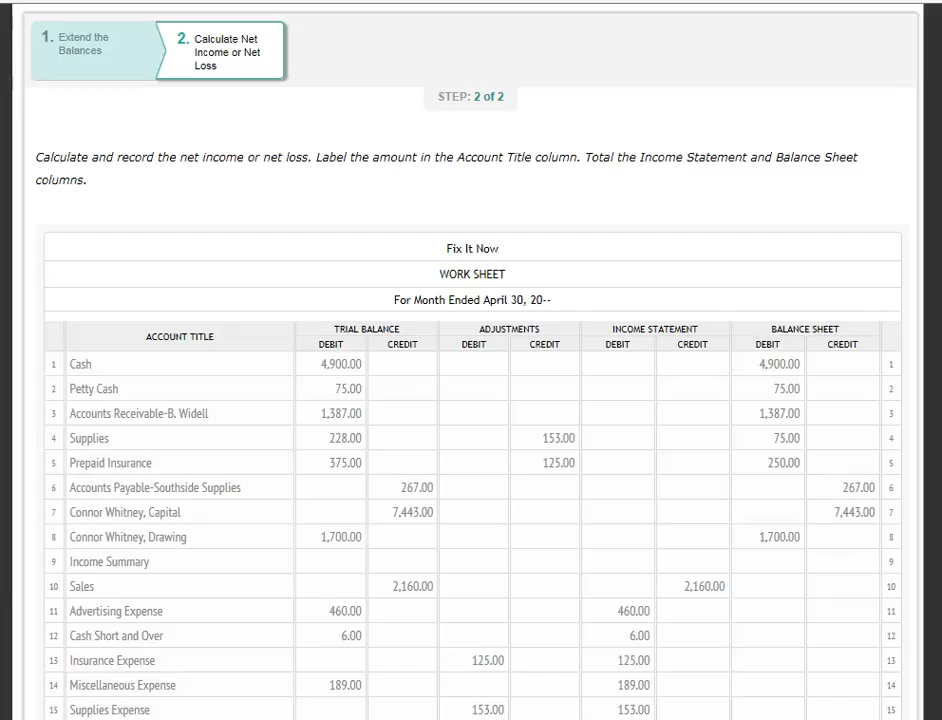 1. Extend the
Balances
2. Calculate Net
Income or Net
Loss
STEP: 2 of 2
Calculate and record the net income or net loss. Label the amount in the Account Title column. Total the Income Statement and Balance Sheet
columns.
Fix It Now
WORK SHEET
For Month Ended April 30, 20--
ACCOUNT TITLE TRIAL BALANCE ADJUSTMENTS INCOME STATEMENT BALANCE SHEET
DEBIT CREDIT DEBIT CREDIT DEBIT CREDIT DEBIT CREDIT
1 Cash 4,900.00 4,900.00 1
2 Petty Cash 75.00 75.00 2
3 Accounts Receivable-B. Widell 1,387.00 1,387.00 3
4 Supplies 228.00 153.00 75.00 4
5 Prepaid Insurance 375.00 125.00 250.00 5
6 Accounts Payable-Southside Supplies 267.00 267.00 6
7 Connor Whitney, Capital 7,443.00 7,443.00 7
8 Connor Whitney, Drawing 1,700.00 1,700.00 8
9 Income Summary 9
10 Sales 2,160.00 2,160.00 10
11 Advertising Expense 460.00 460.00 11
12 Cash Short and Over 6.00 6.00 12
13 Insurance Expense 125.00 125.00 13
14 Miscellaneous Expense 189.00 189.00 14
15 Supplies Expense 153.00 153.00 15